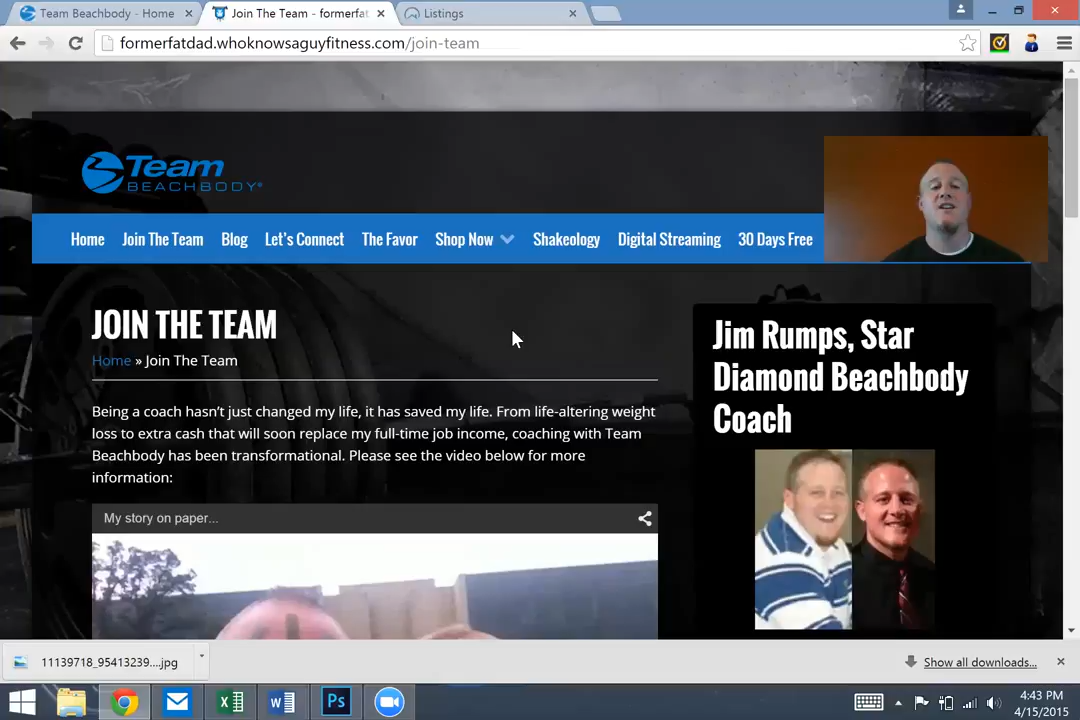 Team Beachbody - Home
Join The Team - formerfat
Listings
formerfatdad.whoknowsaguyfitness.com/join-team
Team
BEACHBODY®
Home
Join The Team
Blog
Let's Connect
The Favor
Shop Now
Shakeology
Digital Streaming
30 Days Free
JOIN THE TEAM
Home » Join The Team
Being a coach hasn't just changed my life, it has saved my life. From life-altering weight
loss to extra cash that will soon replace my full-time job income, coaching with Team
Beachbody has been transformational. Please see the video below for more
information:
My story on paper...
Jim Rumps, Star
Diamond Beachbody
Coach
11139718_95413239....jpg
Show all downloads...
Ps
4:43 PM
4/15/2015